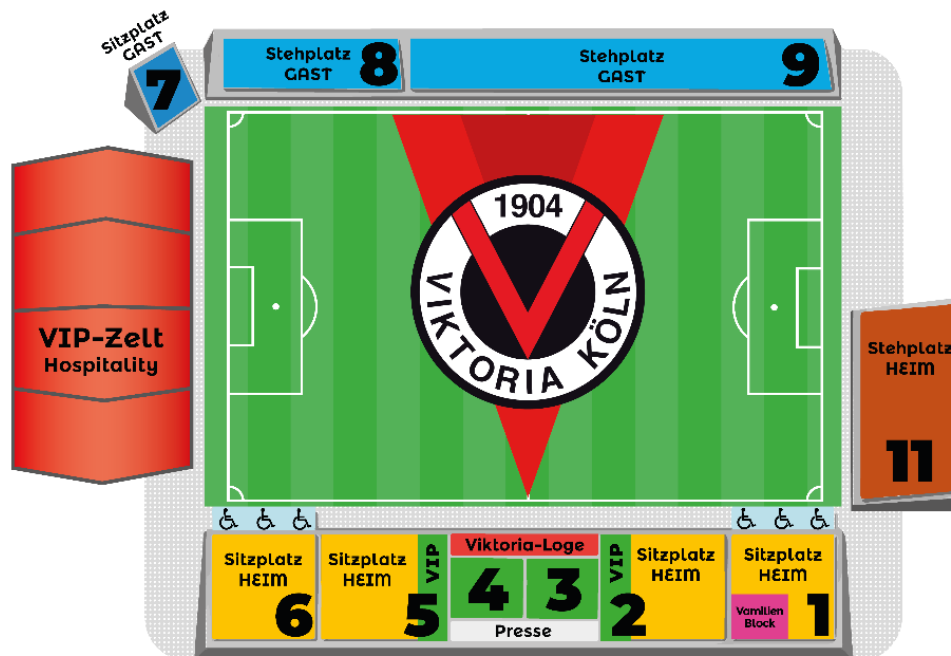 Sitzplatz
GAST
7
Stehplatz
GAST
8
Stehplatz
GAST
9
1904
VIKTORIA KÖLN
VIP-Zelt
Hospitality
Stehplatz
HEIM
11
Sitzplatz
HEIM
6
Sitzplatz
HEIM
VIP
5
Viktoria-Loge
4
3
Presse
VIP
2
Sitzplatz
HEIM
Sitzplatz
HEIM
Vamilien
Block
1